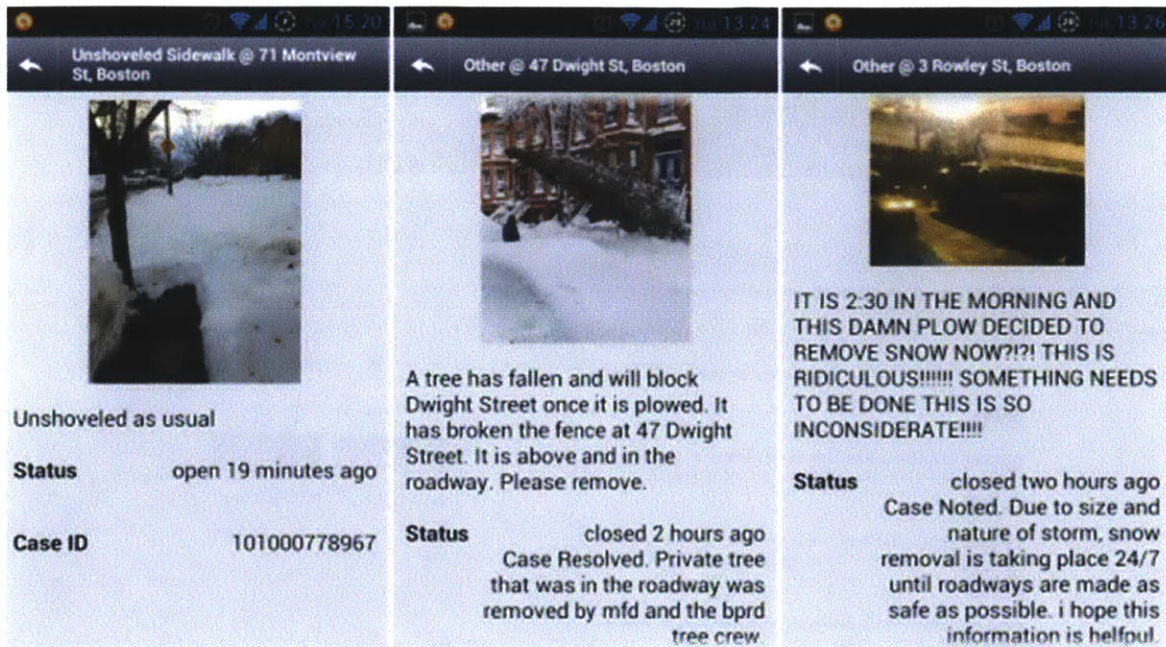 15:20
Unshoveled Sidewalk @ 71 Montview
St, Boston
Unshoveled as usual
Status open 19 minutes ago
Case ID 101000778967
13:24
Other @ 47 Dwight St, Boston
A tree has fallen and will block
Dwight Street once it is plowed. It
has broken the fence at 47 Dwight
Street. It is above and in the
roadway. Please remove.
Status closed 2 hours ago
Case Resolved. Private tree
that was in the roadway was
removed by mfd and the bprd
tree crew.
13:26
Other @ 3 Rowley St, Boston
IT IS 2:30 IN THE MORNING AND
THIS DAMN PLOW DECIDED TO
REMOVE SNOW NOW?!?! THIS IS
RIDICULOUS!!!!!! SOMETHING NEEDS
TO BE DONE THIS IS SO
INCONSIDERATE!!!!
Status closed two hours ago
Case Noted. Due to size and
nature of storm, snow
removal is taking place 24/7
until roadways are made as
safe as possible. i hope this
information is helfpul.